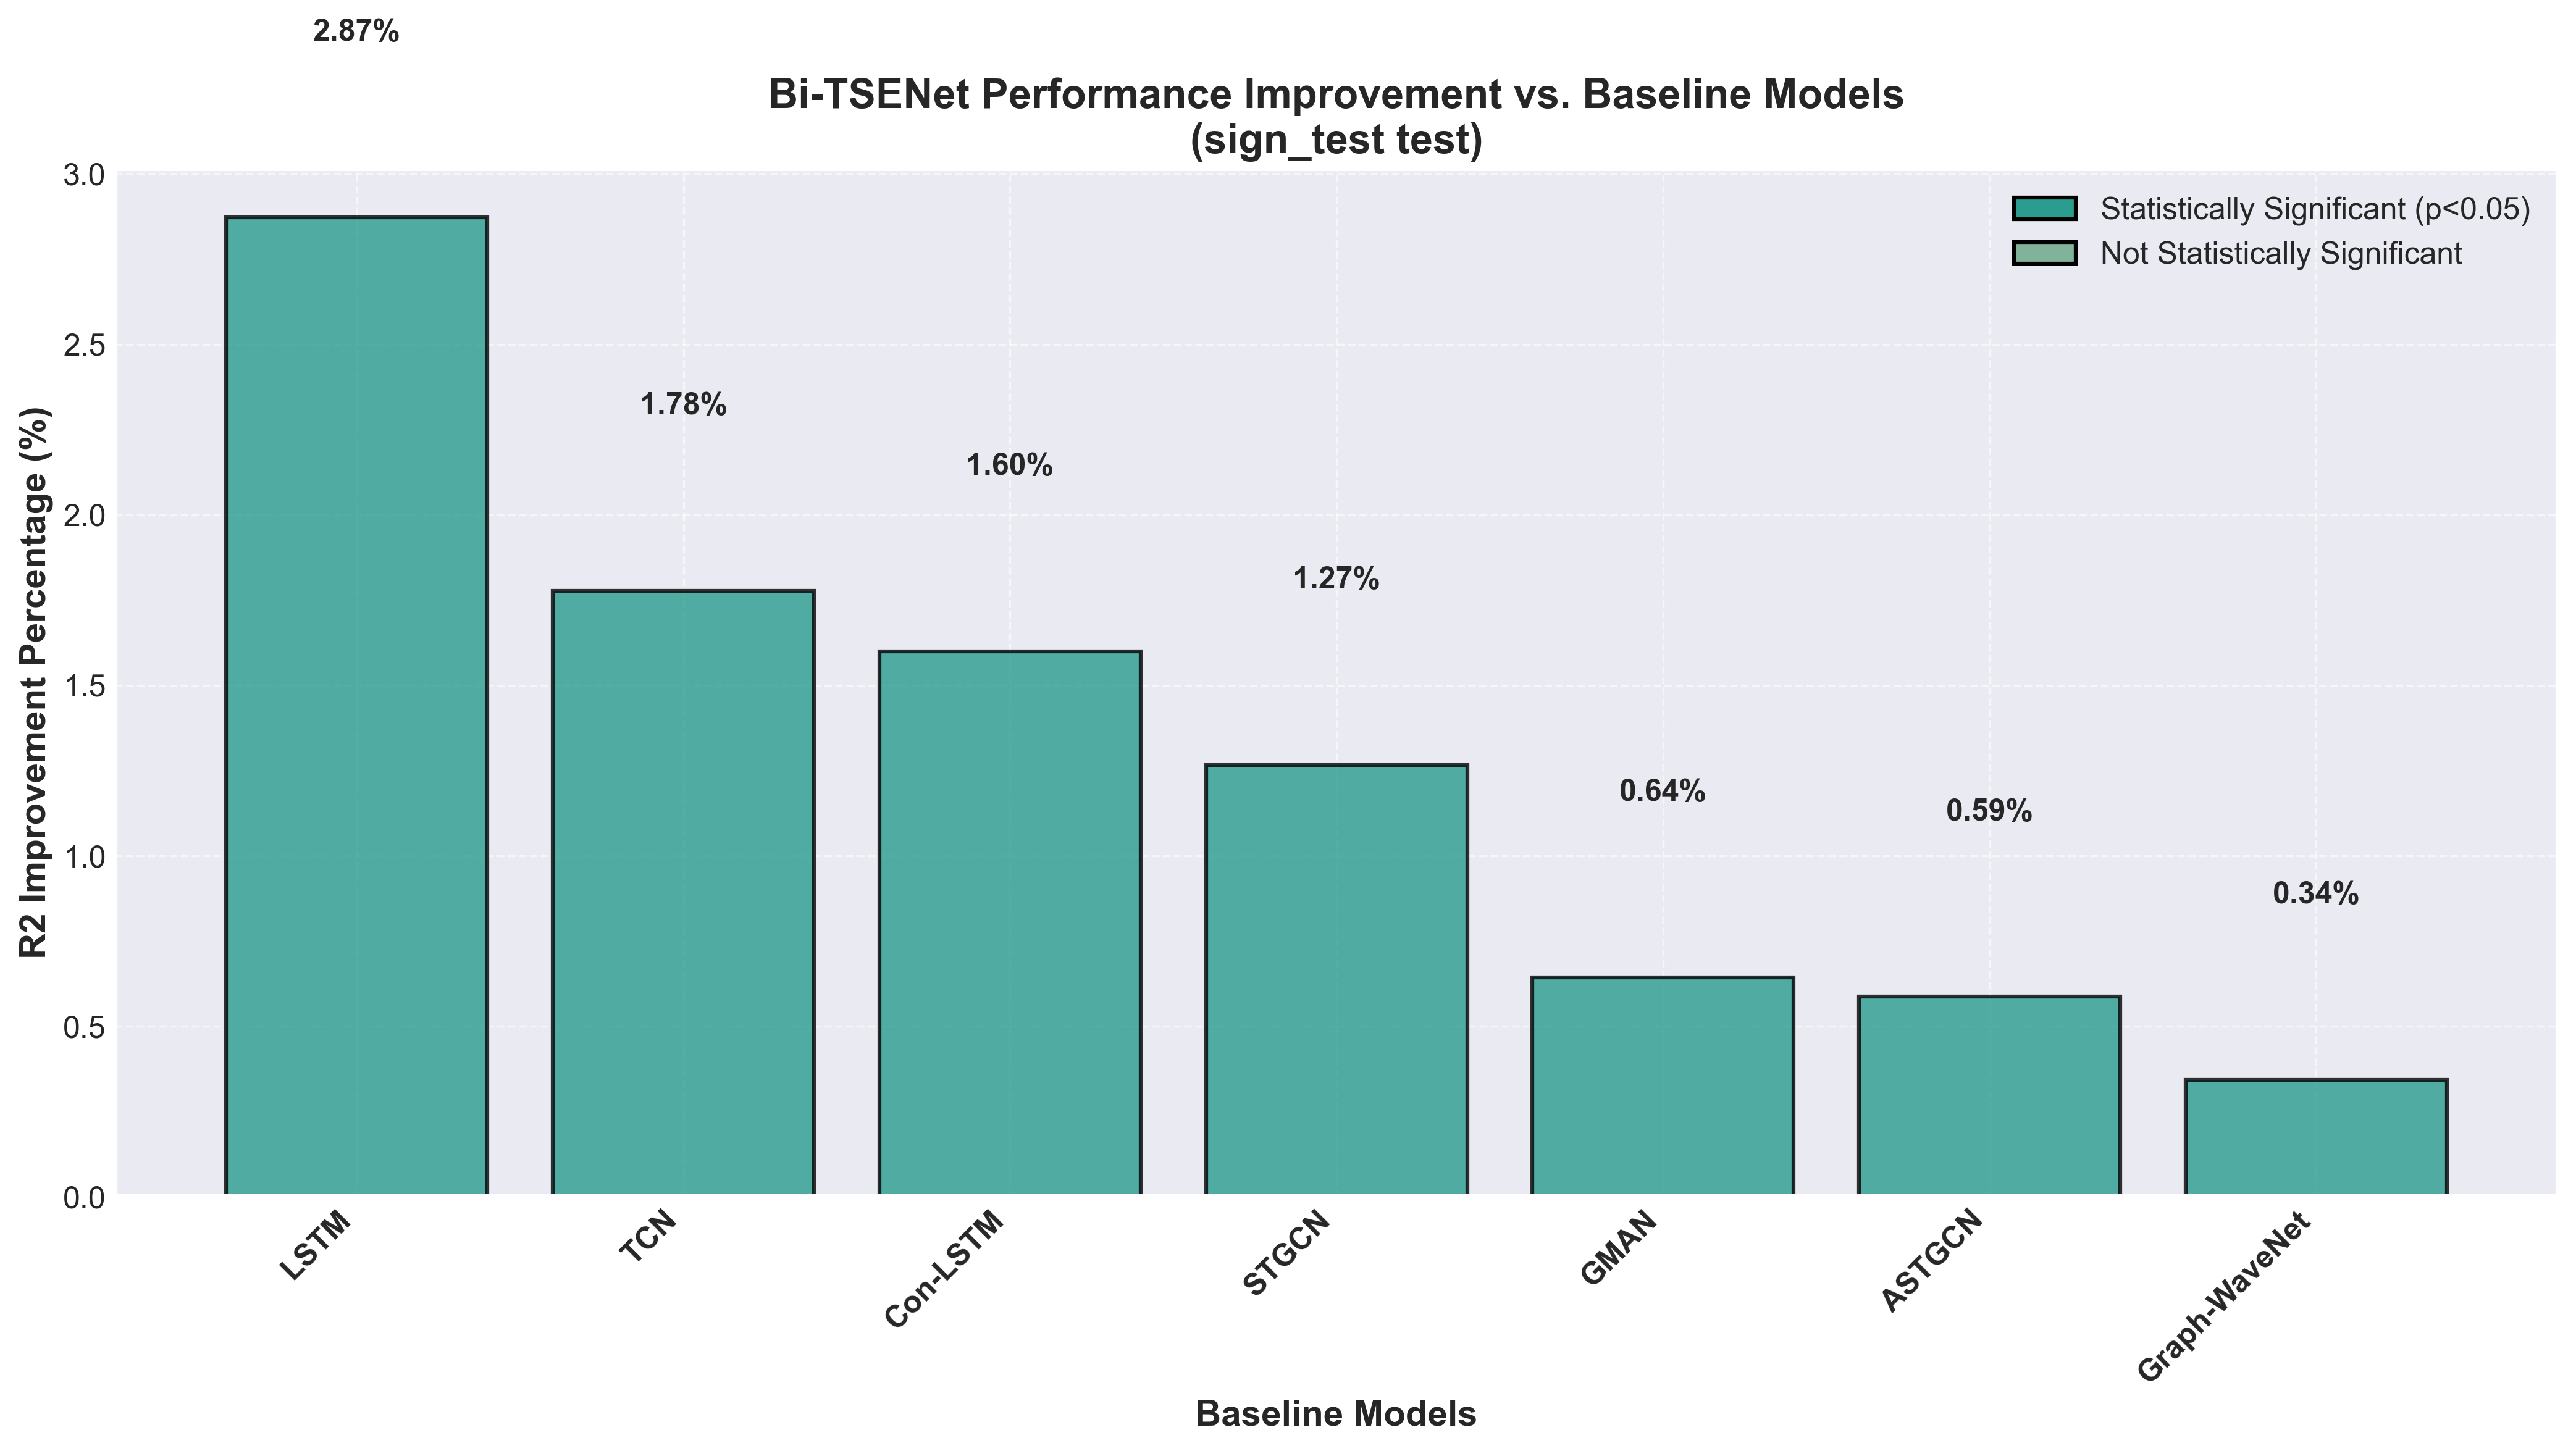 2.87%
Bi-TSENet Performance Improvement vs. Baseline Models
(sign_test test)
3.0
2.5
2.0
1.5
1.0
0.5
0.0
R2 Improvement Percentage (%)
Statistically Significant (p<0.05)
Not Statistically Significant
1.78%
1.60%
1.27%
0.64%
0.59%
0.34%
LSTM
TCN
Con-LSTM
STGCN
GMAN
ASTGCN
Graph-WaveNet
Baseline Models